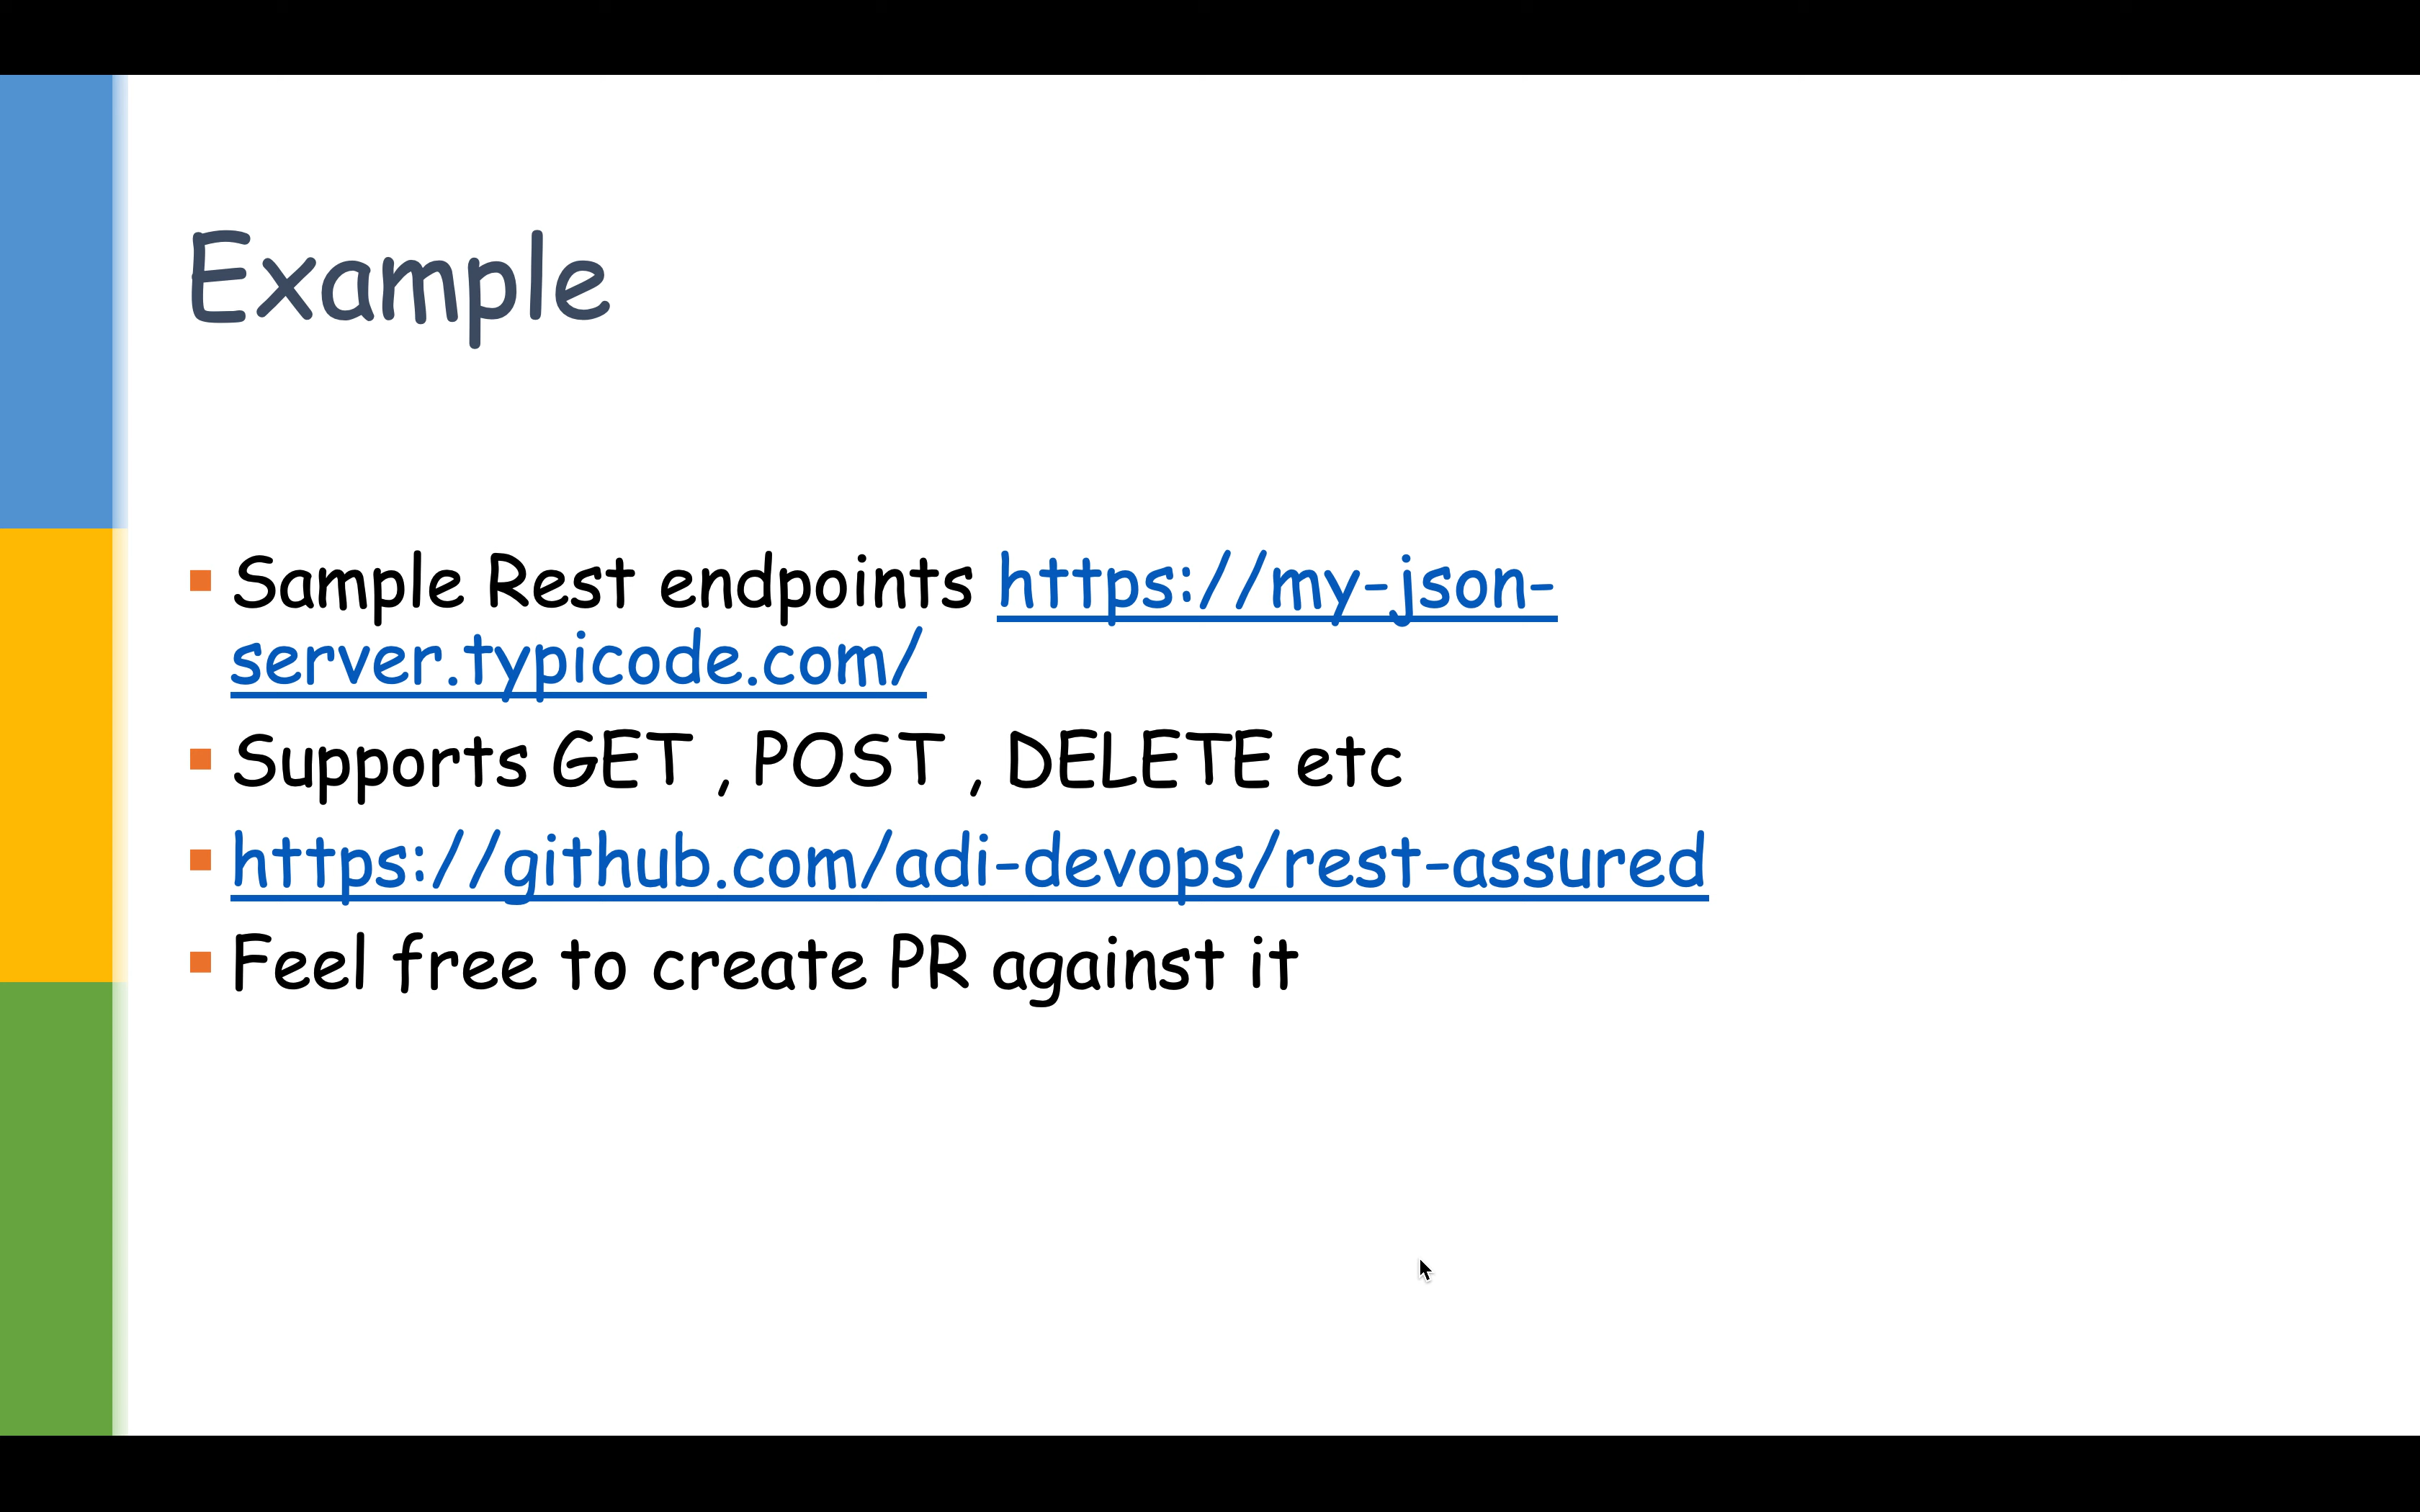 Example
Sample Rest endpoints https://my-json-
server.typicode.com/
Supports GET , POST , DELETE etc
https://github.com/adi-devops/rest-assured
Feel free to create PR against it